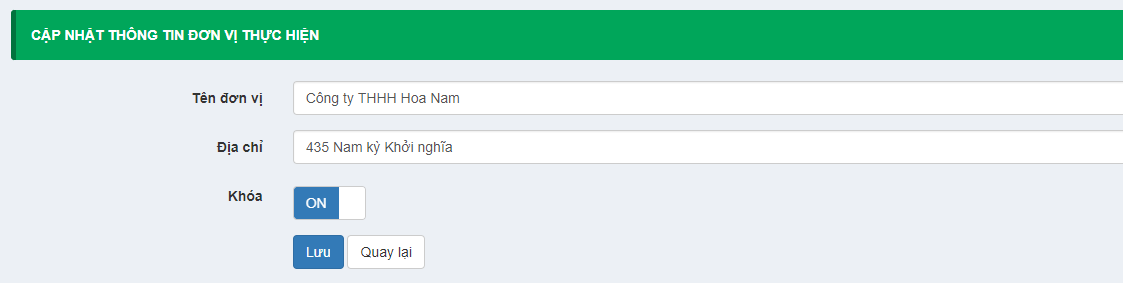 CẬP NHẬT THÔNG TIN ĐƠN VỊ THỰC HIỆN
Tên đơn vị
Công ty THHH Hoa Nam
Địa chỉ
435 Nam kỳ Khởi nghĩa
Khóa
ON
Lưu Quay lại